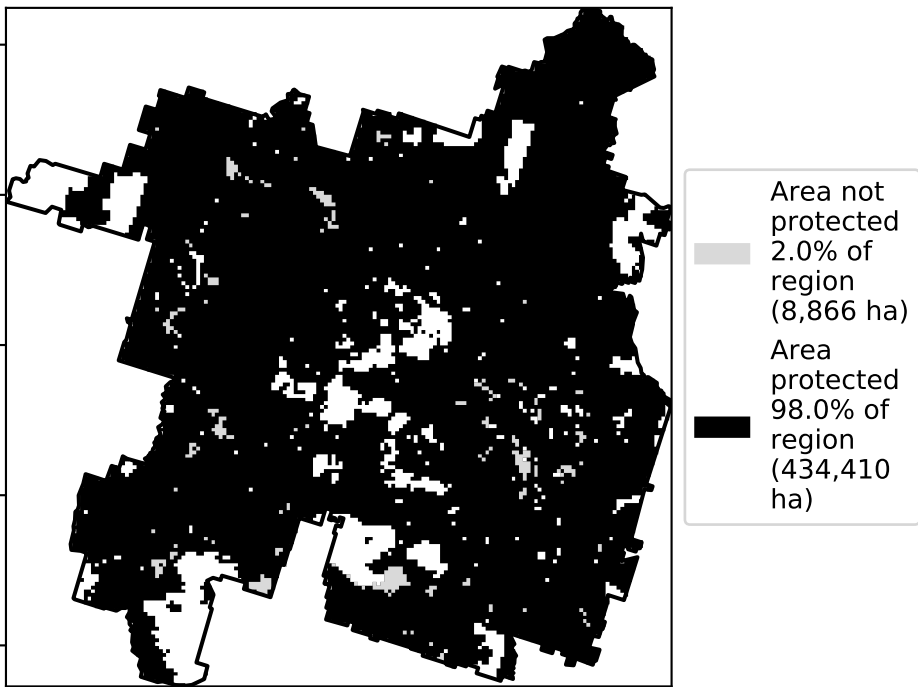 Area not
protected
2.0% of
region
(8,866 ha)
Area
protected
98.0% of
region
(434,410
ha)